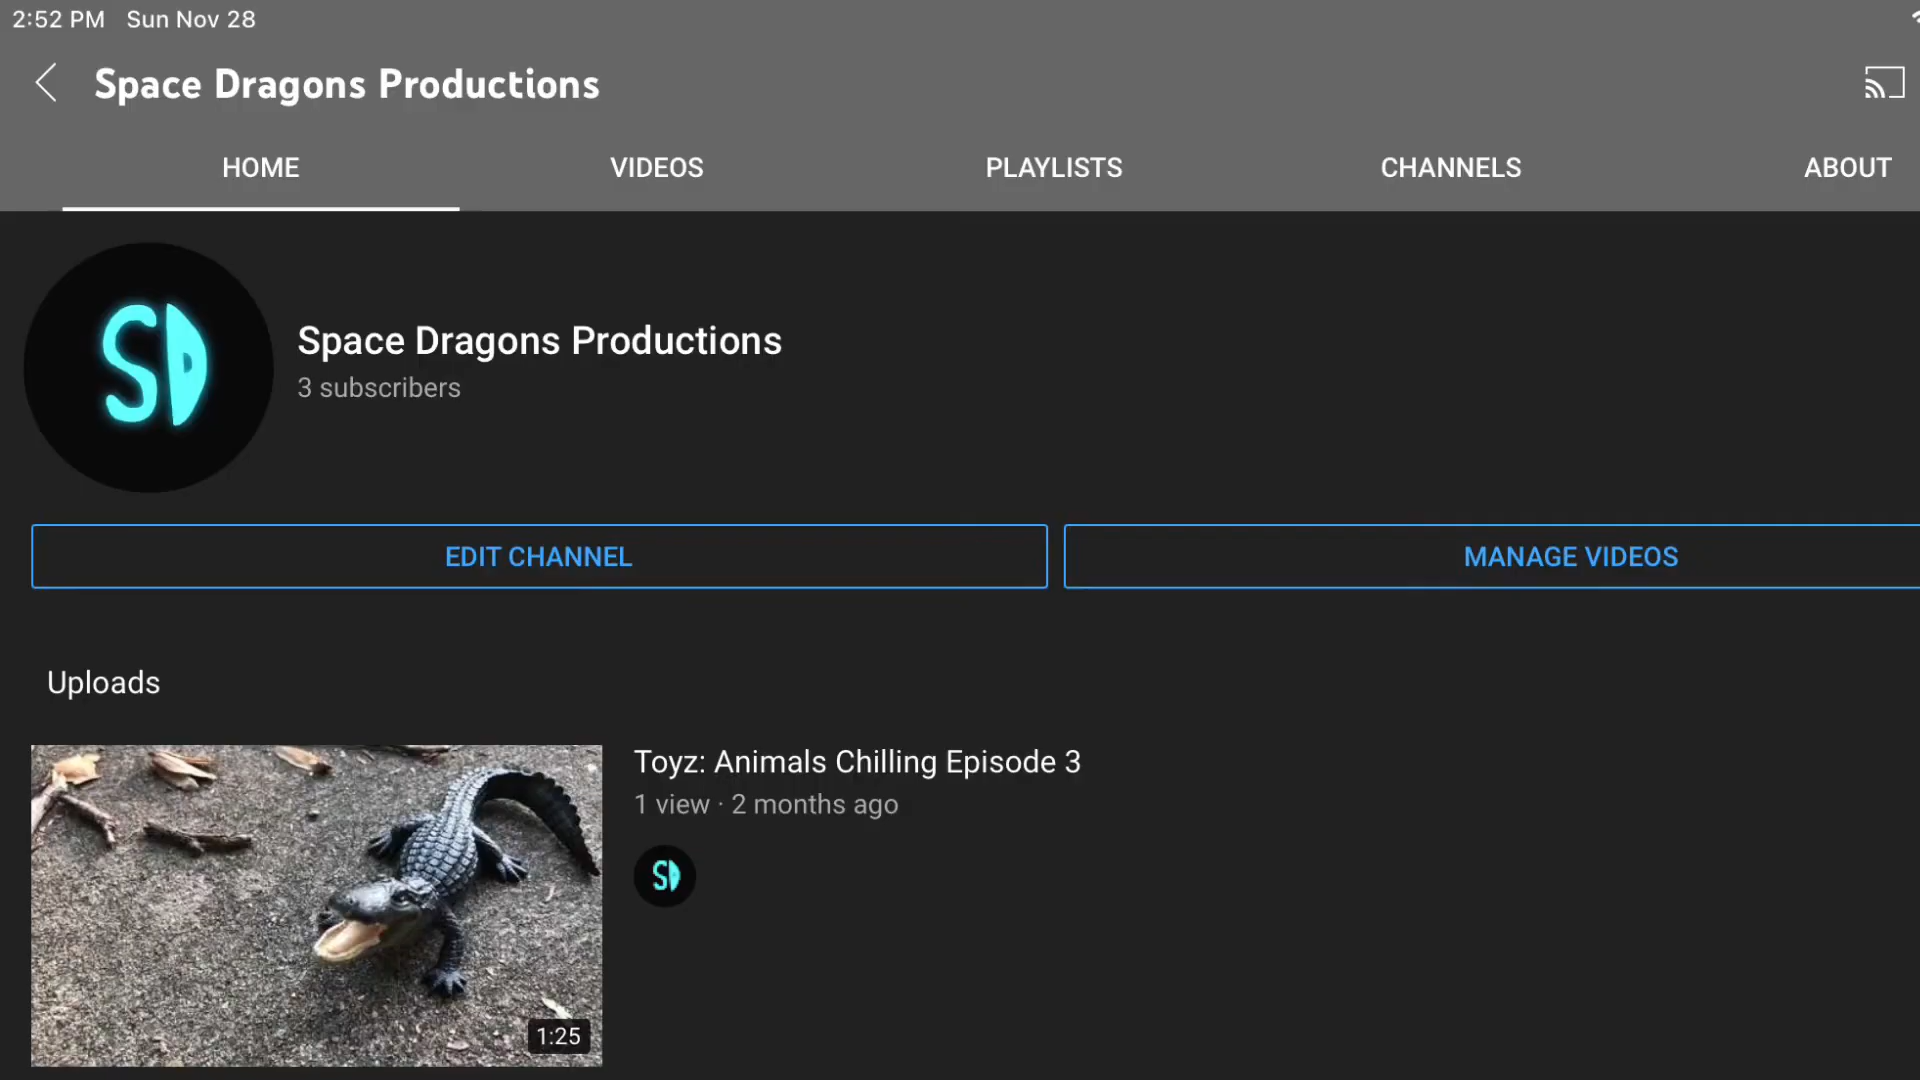 2:52 PM Sun Nov 28
Space Dragons Productions
HOME VIDEOS PLAYLISTS CHANNELS ABOUT
SD
Space Dragons Productions
3 subscribers
EDIT CHANNEL MANAGE VIDEOS
Uploads
Toyz: Animals Chilling Episode 3
1 view · 2 months ago
SD
1:25